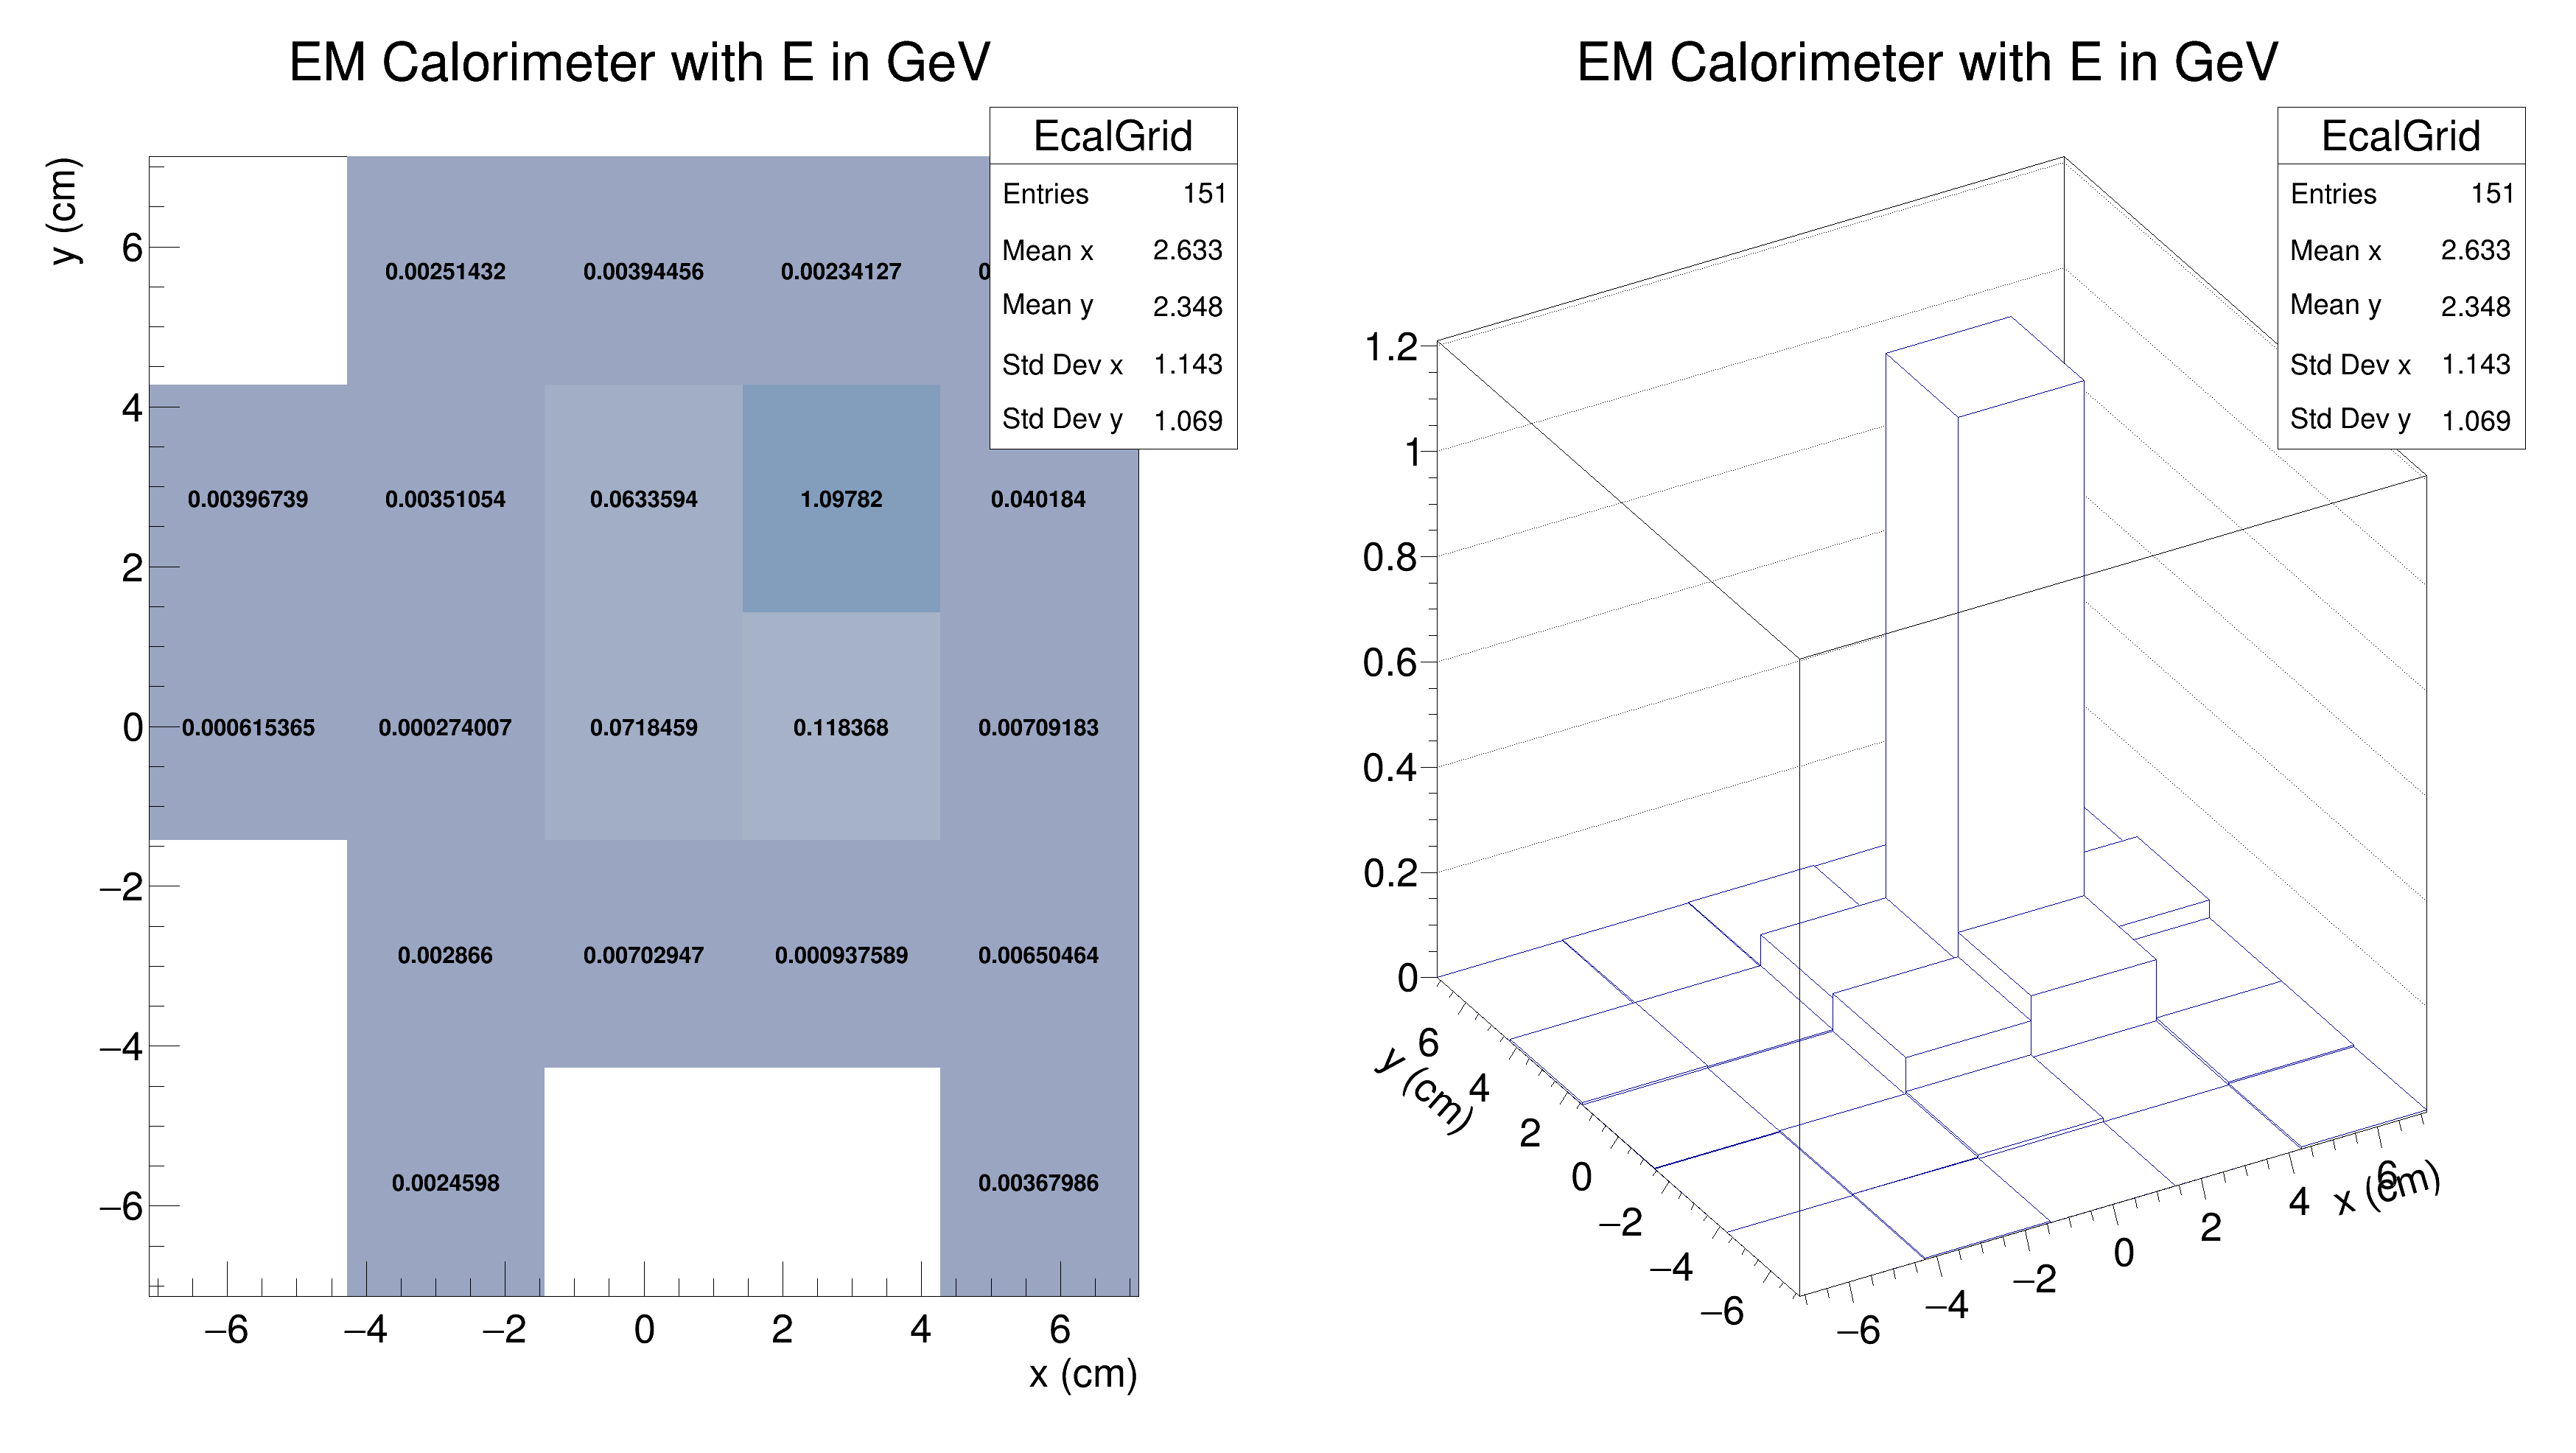 EM Calorimeter with E in GeV
EcalGrid
Entries 151
Mean x 2.633
Mean y 2.348
Std Dev x 1.143
Std Dev y 1.069
y (cm)
6
4
2
0
−2
−4
−6
0.00251432 0.00394456 0.00234127
0.00396739 0.00351054 0.0633594 1.09782 0.040184
0.000615365 0.000274007 0.0718459 0.118368 0.00709183
0.002866 0.00702947 0.000937589 0.00650464
0.0024598 0.00367986
−6 −4 −2 0 2 4 6
x (cm)
EM Calorimeter with E in GeV
EcalGrid
Entries 151
Mean x 2.633
Mean y 2.348
Std Dev x 1.143
Std Dev y 1.069
1.2
1
0.8
0.6
0.4
0.2
0
6
4
2
0
−2
−4
−6
y (cm)
−6 −4 −2 0 2 4 6
x (cm)